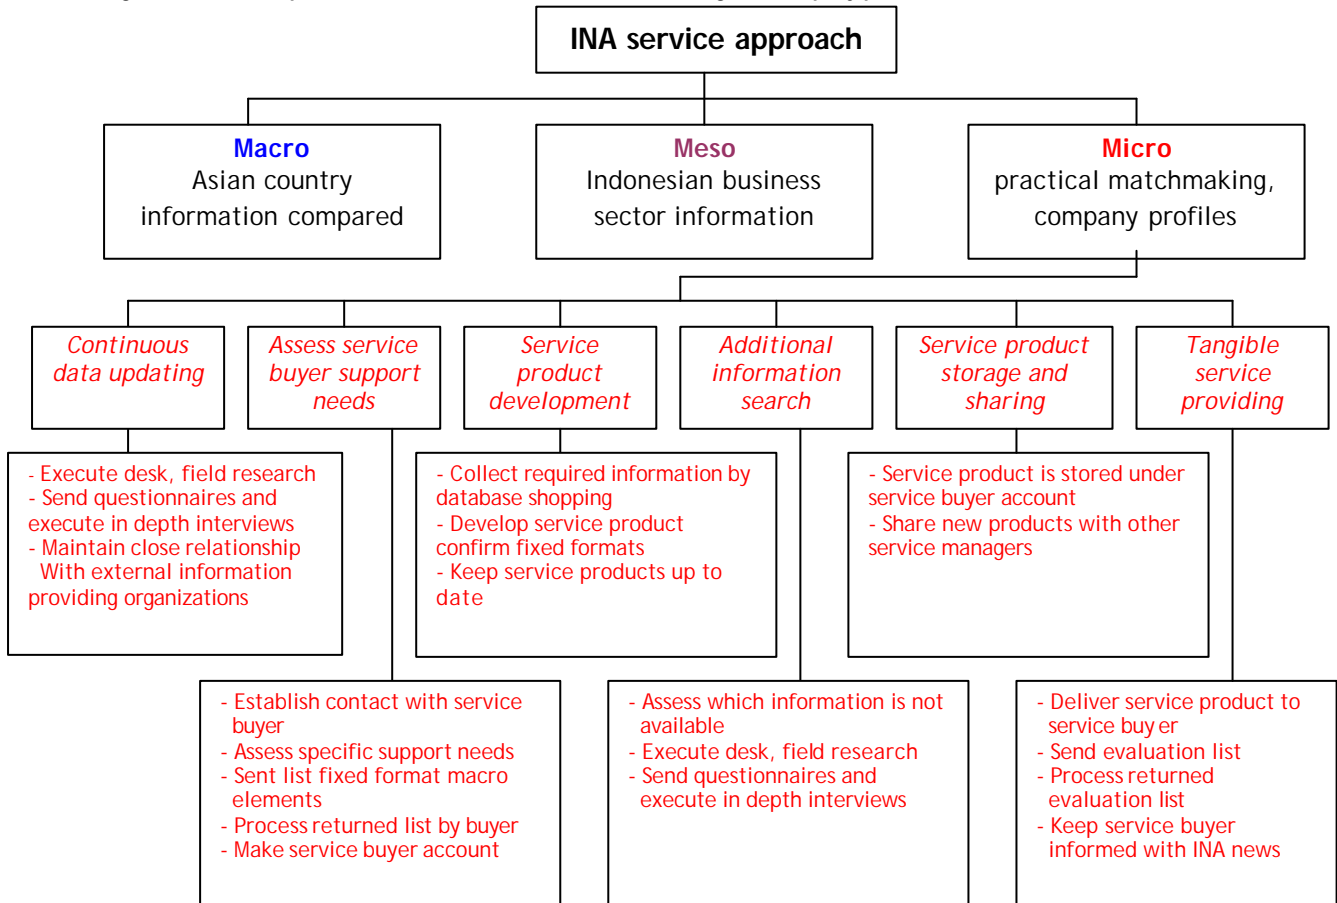 INA service approach
Macro
Asian country
information compared
Meso
Indonesian business
sector information
Micro
practical matchmaking,
company profiles
Continuous
data updating
Assess service
buyer support
needs
Service
product
development
Additional
information
search
Service product
storage and
sharing
Tangible
service
providing
- Execute desk, field research
- Send questionnaires and
execute in depth interviews
- Maintain close relationship
With external information
providing organizations
- Collect required information by
database shopping
- Develop service product
confirm fixed formats
- Keep service products up to
date
- Service product is stored under
service buyer account
- Share new products with other
service managers
- Establish contact with service
buyer
- Assess specific support needs
- Sent list fixed format macro
elements
- Process returned list by buyer
- Make service buyer account
- Assess which information is not
available
- Execute desk, field research
- Send questionnaires and
execute in depth interviews
- Deliver service product to
service buyer
- Send evaluation list
- Process returned
evaluation list
- Keep service buyer
informed with INA news